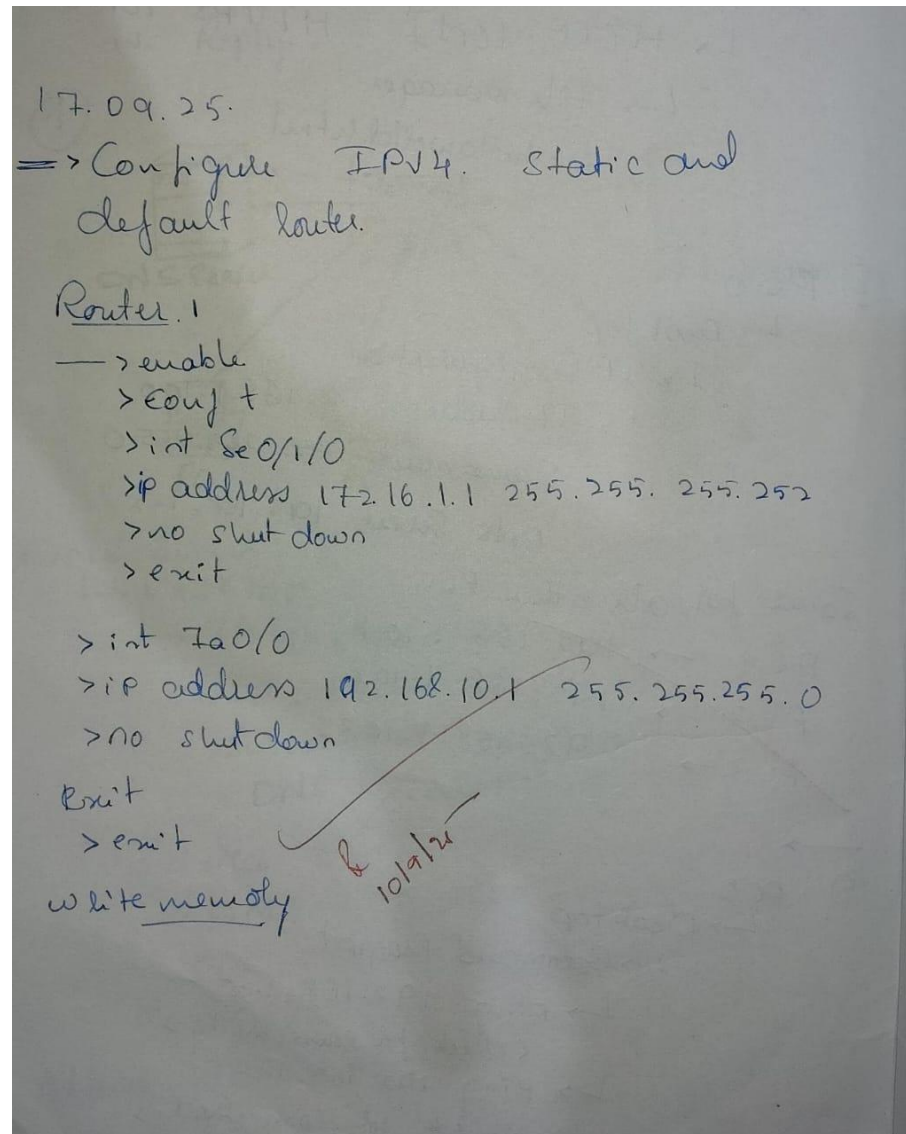 17.09.25.
=> Configure IPV4. Static and
default router.
Router. 1
—> enable
> conf t
> int Se 0/1/0
> ip address 172.16.1.1 255.255.255.252
> no shut down
> exit
> int Fa0/0
> ip address 192.168.10.1 255.255.255.0
> no shutdown
Exit
> exit
write memory